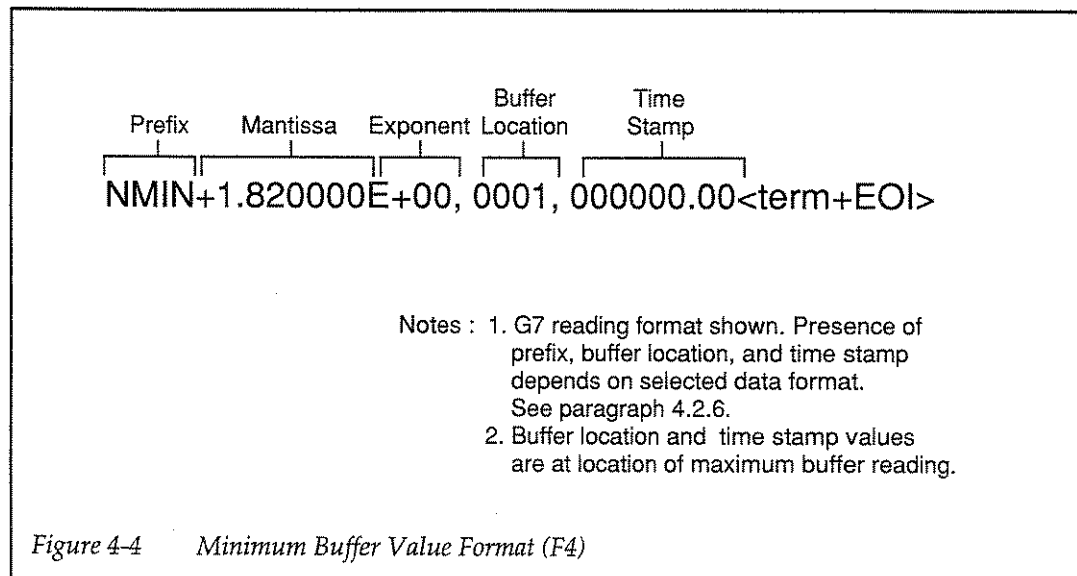 Buffer Time
Prefix Mantissa Exponent Location Stamp
NMIN+1.820000E+00, 0001, 000000.00<term+EOI>
Notes : 1. G7 reading format shown. Presence of
prefix, buffer location, and time stamp
depends on selected data format.
See paragraph 4.2.6.
2. Buffer location and time stamp values
are at location of maximum buffer reading.
Figure 4-4 Minimum Buffer Value Format (F4)